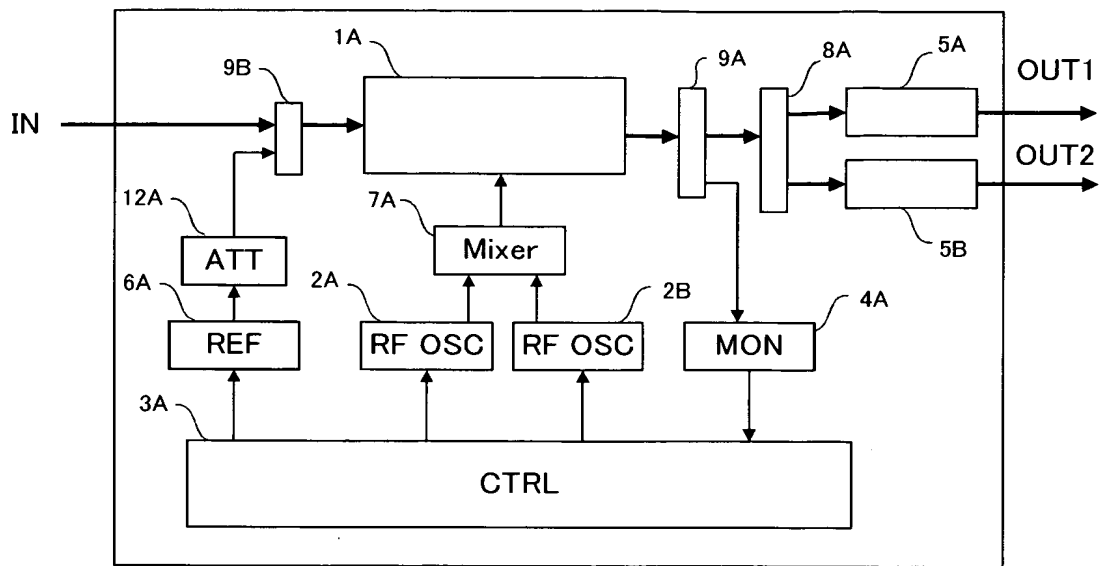 1A
9A
8A
5A
9B
OUT1
IN
OUT2
12A
7A
ATT
Mixer
5B
6A
2A
2B
4A
REF
RF OSC
RF OSC
MON
3A
CTRL